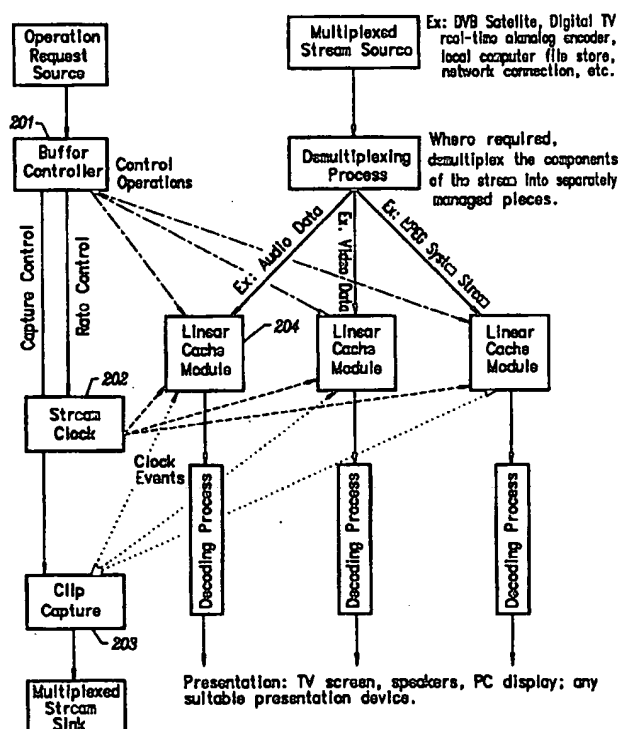 Operation
Request
Source
Multiplexed
Stream Source
Ex: DVB Satellite, Digital TV
real-time analog encoder,
local computer file store,
network connection, etc.
201
Buffer
Controller
Control
Operations
Demultiplexing
Process
Where required,
demultiplex the components
of the stream into separately
managed pieces.
Capture Control
Rate Control
Ex: Audio Data
Ex. Video Data
Ex: MPEG System Stream
Linear
Cache
Module
204
Linear
Cache
Module
Linear
Cache
Module
202
Stream
Clock
Clock
Events
Decoding Process
Decoding Process
Decoding Process
Clip
Capture
203
Multiplexed
Stream
Sink
Presentation: TV screen, speakers, PC display; any
suitable presentation device.